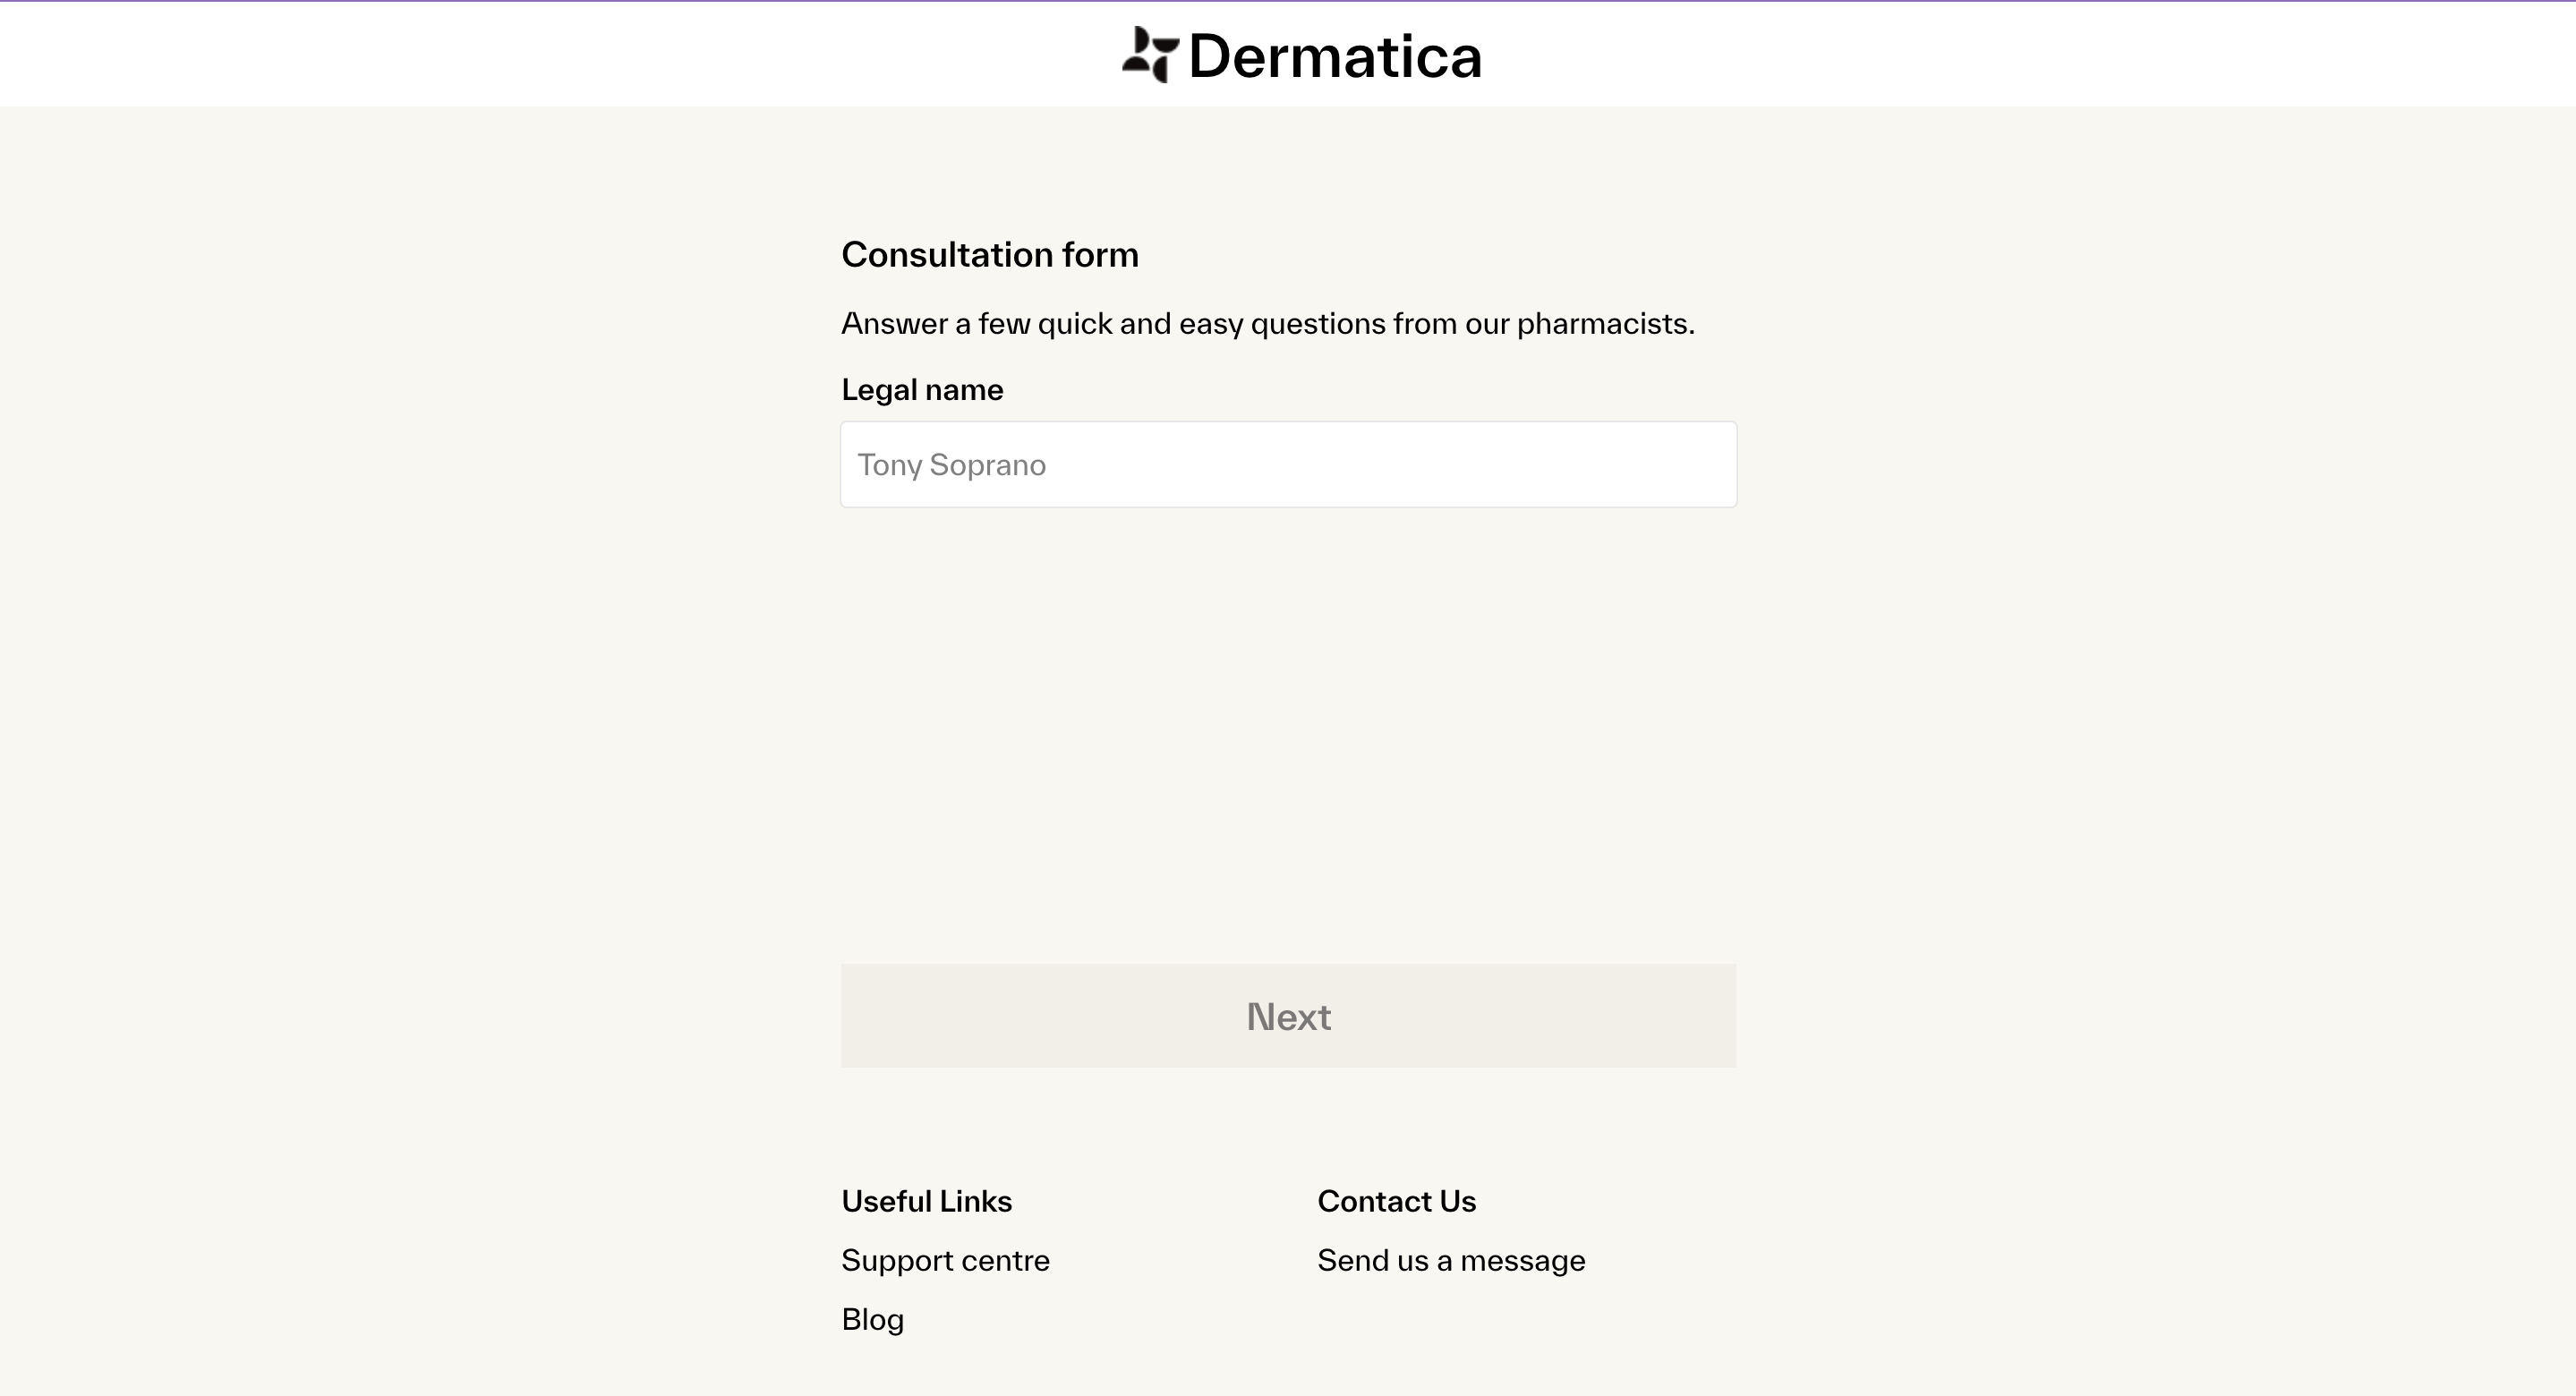 Dermatica
Consultation form
Answer a few quick and easy questions from our pharmacists.
Legal name
Tony Soprano
Next
Useful Links
Support centre
Blog
Contact Us
Send us a message